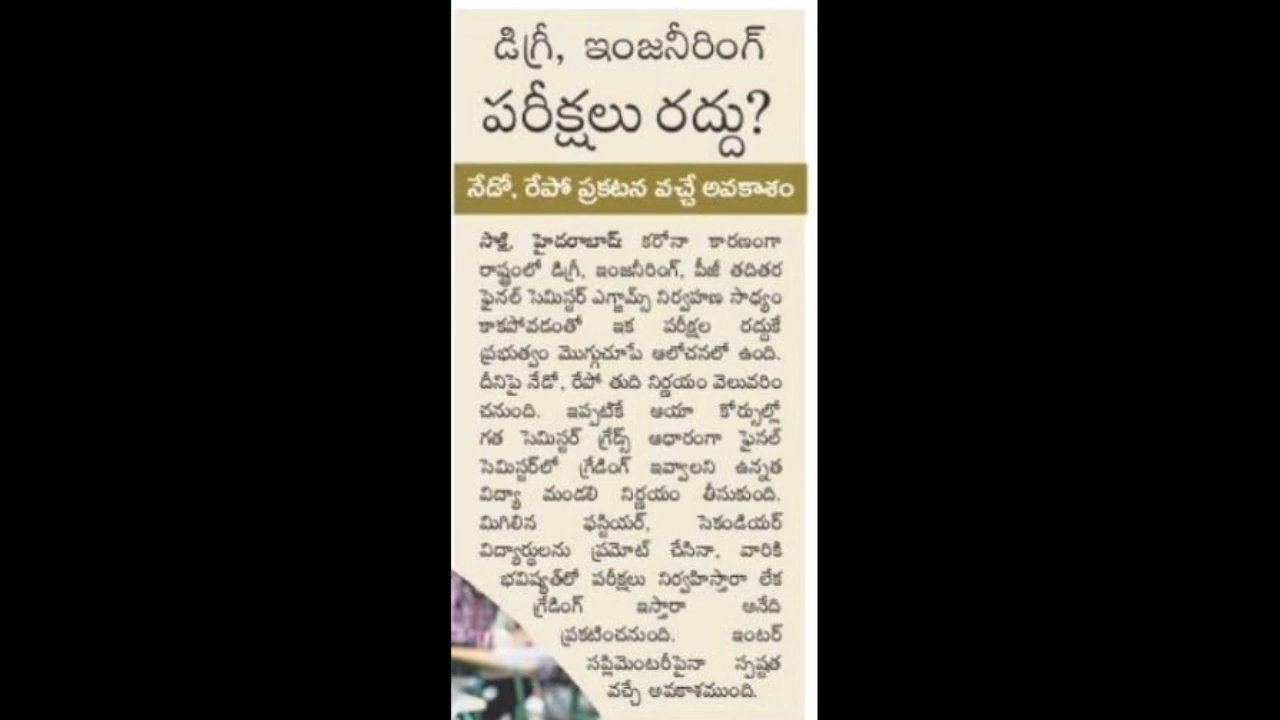 డిగ్రీ, ఇంజనీరింగ్
పరీక్షలు రద్దు?
నేడో, రేపో ప్రకటన వచ్చే అవకాశం
సాక్షి, హైదరాబాద్: కరోనా కారణంగా
రాష్ట్రంలో డిగ్రీ, ఇంజనీరింగ్, పీజీ తదితర
ఫైనల్ సెమిస్టర్ ఎగ్జామ్స్ నిర్వహణ సాధ్యం
కాకపోవడంతో ఇక పరీక్షల రద్దుకే
ప్రభుత్వం మొగ్గుచూపే ఆలోచనలో ఉంది.
దీనిపై నేడో, రేపో తుది నిర్ణయం వెలువరిం
చనుంది. ఇప్పటికే ఆయా కోర్సుల్లో
గత సెమిస్టర్ గ్రేడ్స్ ఆధారంగా ఫైనల్
సెమిస్టర్‌లో గ్రేడింగ్ ఇవ్వాలని ఉన్నత
విద్యా మండలి నిర్ణయం తీసుకుంది.
మిగిలిన ఫస్టియర్, సెకండియర్
విద్యార్థులను ప్రమోట్ చేసినా, వారికి
భవిష్యత్‌లో పరీక్షలు నిర్వహిస్తారా లేక
గ్రేడింగ్ ఇస్తారా అనేది
ప్రకటించనుంది. ఇంటర్
సప్లిమెంటరీపైనా స్పష్టత
వచ్చే అవకాశముంది.